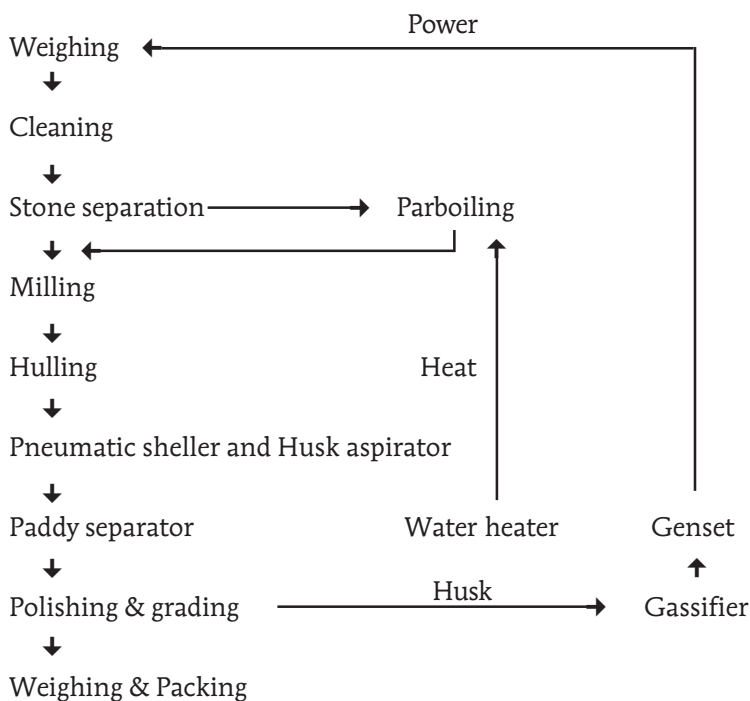 Power
Weighing
Cleaning
Stone separation Parboiling
Milling
Hulling Heat
Pneumatic sheller and Husk aspirator
Paddy separator Water heater Genset
Husk
Polishing & grading Gassifier
Weighing & Packing